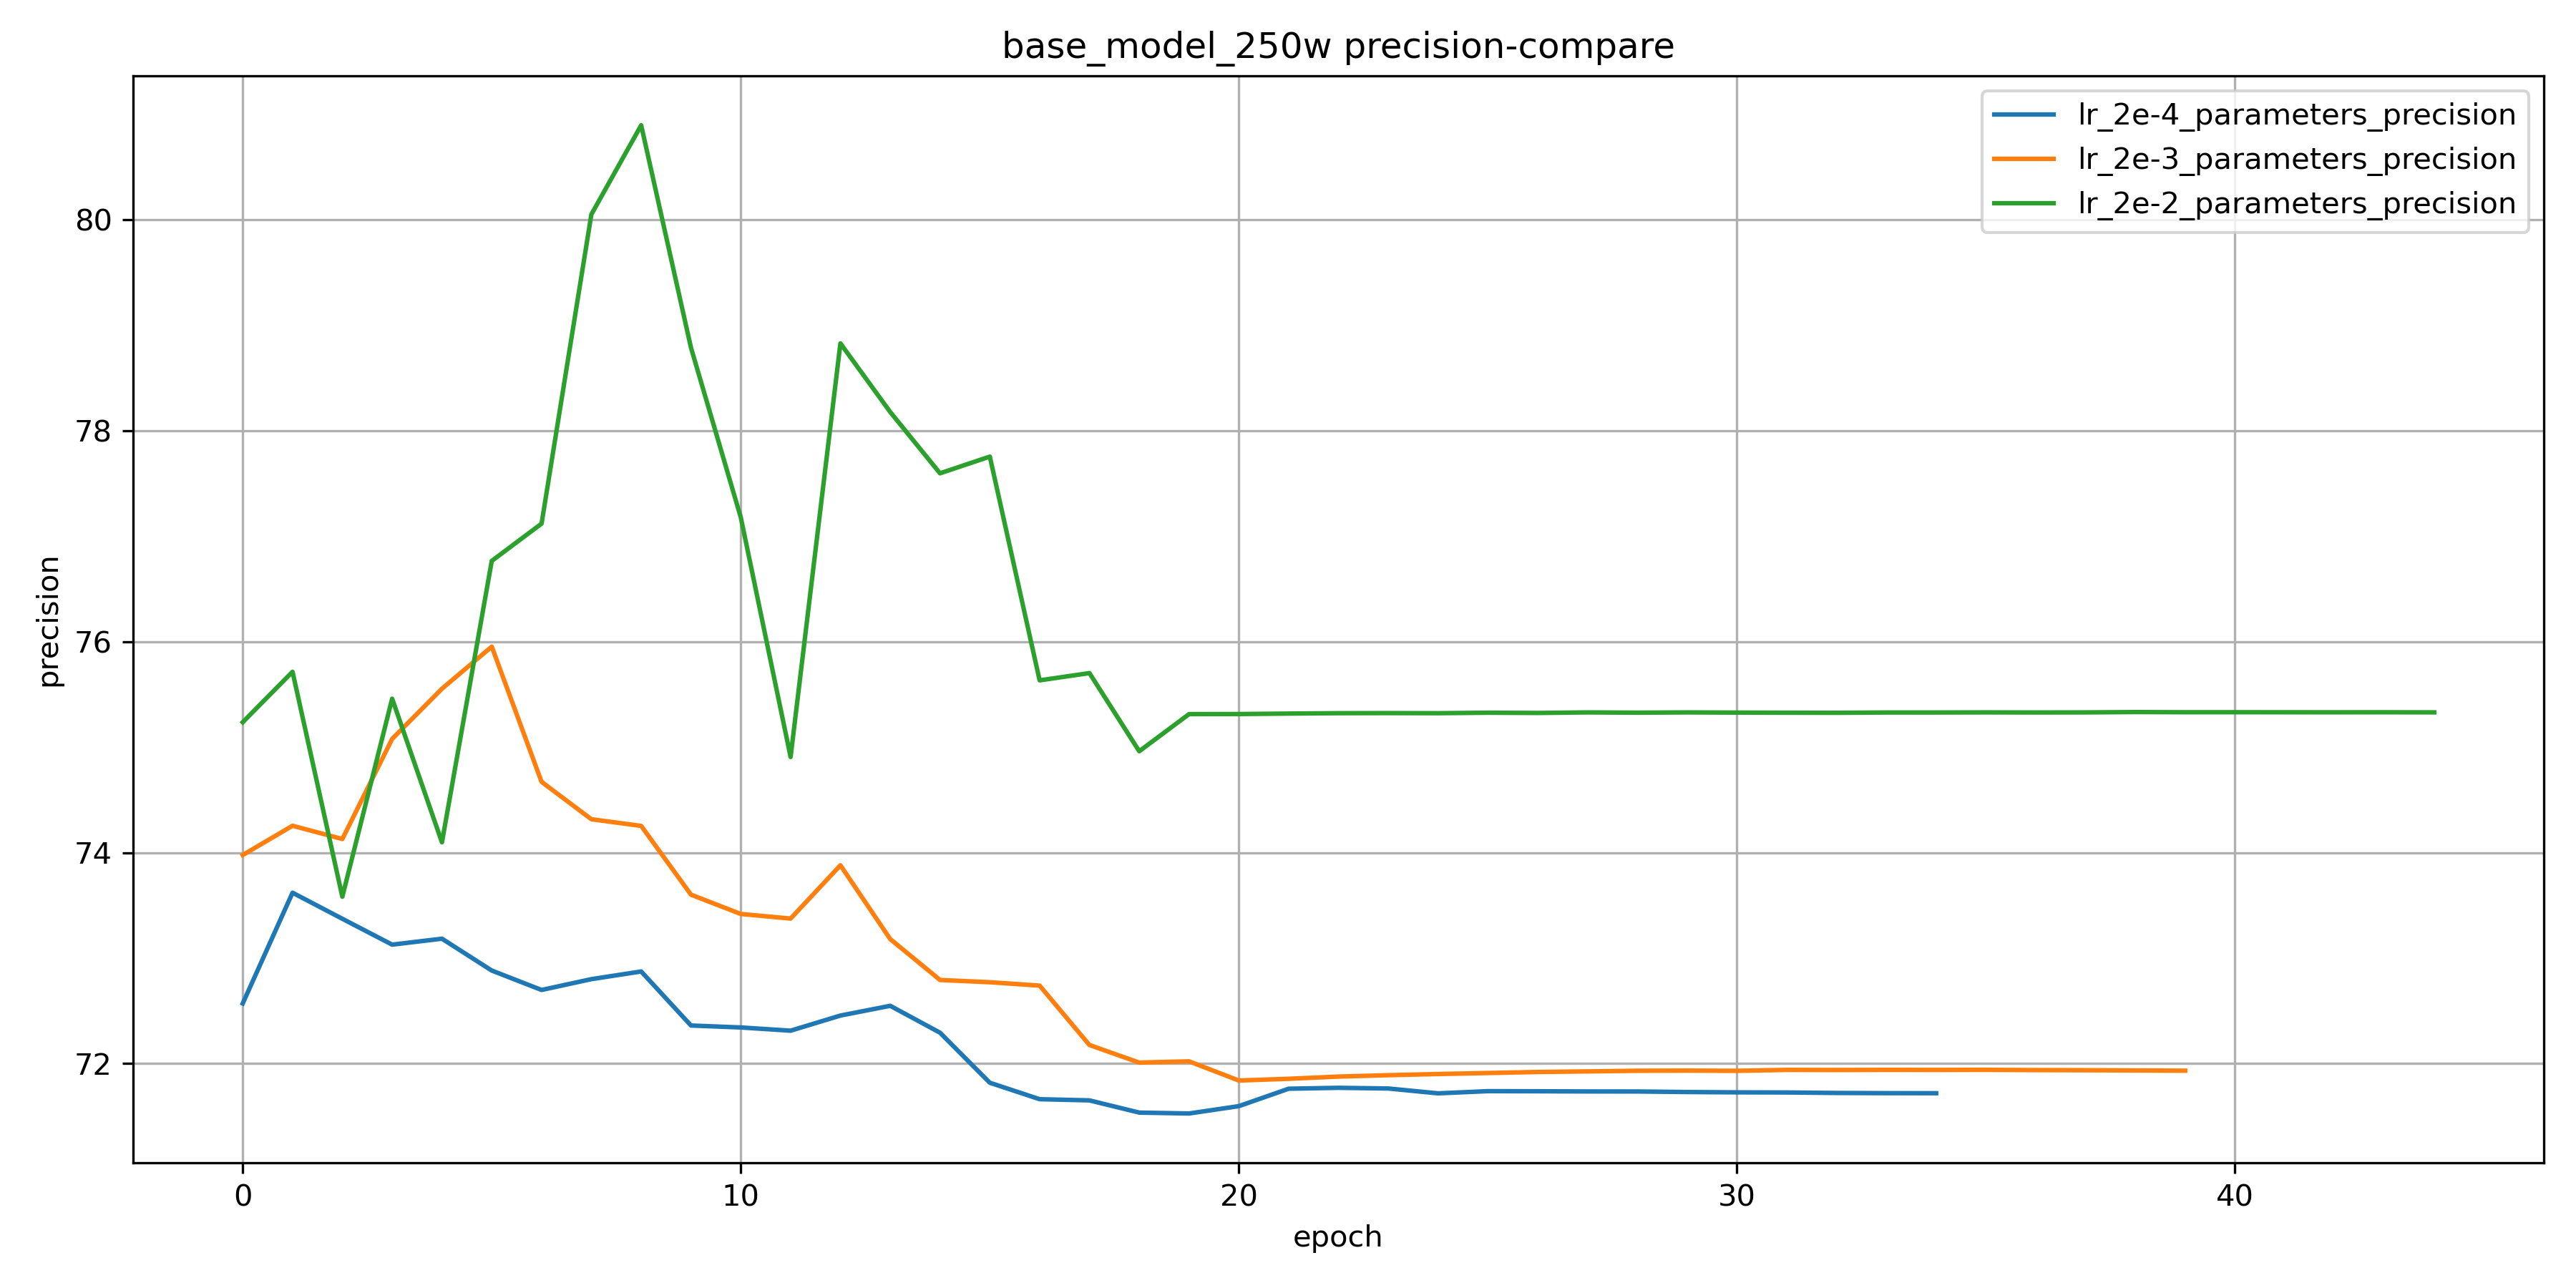 base_model_250w precision-compare
lr_2e-4_parameters_precision
lr_2e-3_parameters_precision
lr_2e-2_parameters_precision
precision
80
78
76
74
72
0 10 20 30 40
epoch